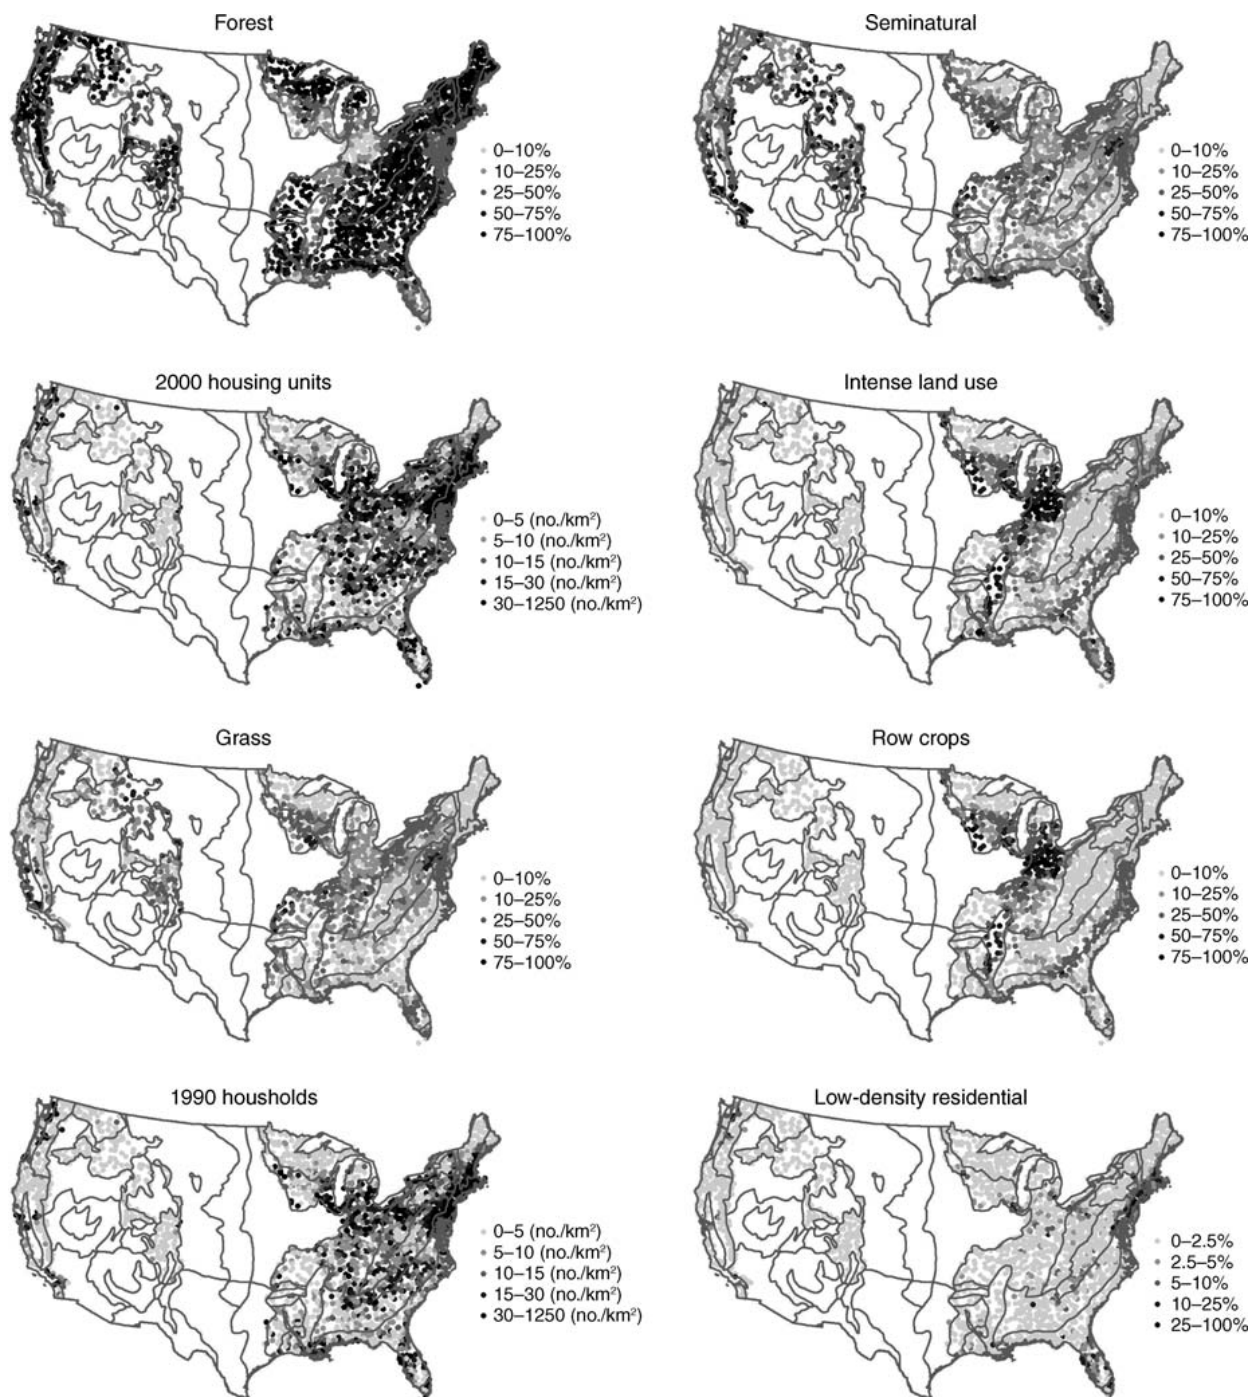 Forest
0–10%
10–25%
25–50%
50–75%
75–100%
Seminatural
0–10%
10–25%
25–50%
50–75%
75–100%
2000 housing units
0–5 (no./km²)
5–10 (no./km²)
10–15 (no./km²)
15–30 (no./km²)
30–1250 (no./km²)
Intense land use
0–10%
10–25%
25–50%
50–75%
75–100%
Grass
0–10%
10–25%
25–50%
50–75%
75–100%
Row crops
0–10%
10–25%
25–50%
50–75%
75–100%
1990 housholds
0–5 (no./km²)
5–10 (no./km²)
10–15 (no./km²)
15–30 (no./km²)
30–1250 (no./km²)
Low-density residential
0–2.5%
2.5–5%
5–10%
10–25%
25–100%